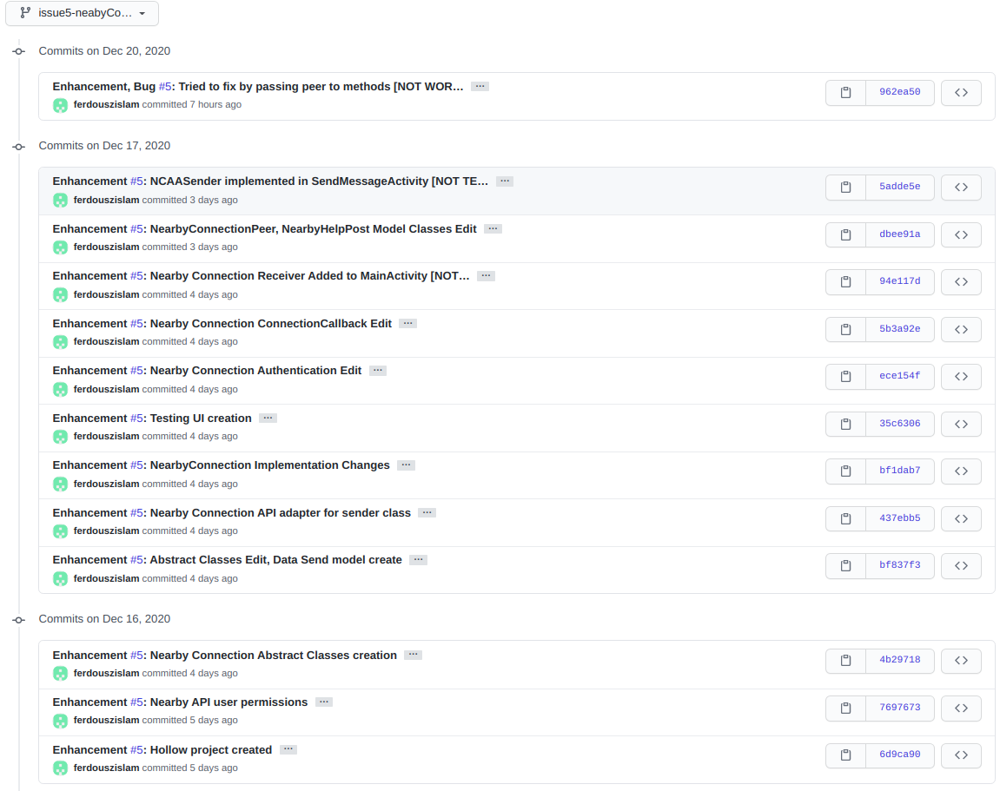 issue5-neabyCo…
Commits on Dec 20, 2020
Enhancement, Bug #5: Tried to fix by passing peer to methods [NOT WOR… …
962ea50
ferdouszislam committed 7 hours ago
Commits on Dec 17, 2020
Enhancement #5: NCAASender implemented in SendMessageActivity [NOT TE… …
5adde5e
ferdouszislam committed 3 days ago
Enhancement #5: NearbyConnectionPeer, NearbyHelpPost Model Classes Edit …
dbee91a
ferdouszislam committed 3 days ago
Enhancement #5: Nearby Connection Receiver Added to MainActivity [NOT… …
94e117d
ferdouszislam committed 4 days ago
Enhancement #5: Nearby Connection ConnectionCallback Edit …
5b3a92e
ferdouszislam committed 4 days ago
Enhancement #5: Nearby Connection Authentication Edit …
ece154f
ferdouszislam committed 4 days ago
Enhancement #5: Testing UI creation …
35c6306
ferdouszislam committed 4 days ago
Enhancement #5: NearbyConnection Implementation Changes …
bf1dab7
ferdouszislam committed 4 days ago
Enhancement #5: Nearby Connection API adapter for sender class …
437ebb5
ferdouszislam committed 4 days ago
Enhancement #5: Abstract Classes Edit, Data Send model create …
bf837f3
ferdouszislam committed 4 days ago
Commits on Dec 16, 2020
Enhancement #5: Nearby Connection Abstract Classes creation …
4b29718
ferdouszislam committed 4 days ago
Enhancement #5: Nearby API user permissions …
7697673
ferdouszislam committed 5 days ago
Enhancement #5: Hollow project created …
6d9ca90
ferdouszislam committed 5 days ago